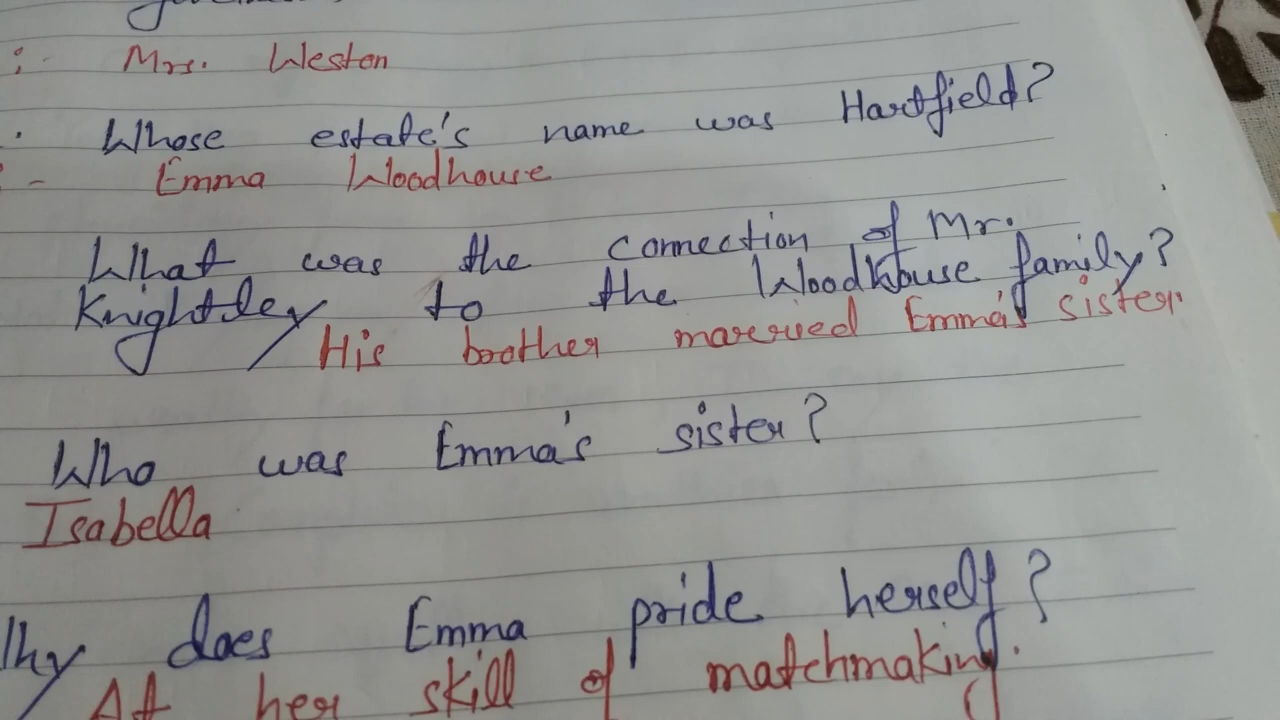 :- Mrs. Weston
. Whose estate's name was Hartfield?
:- Emma Woodhouse
What was the connection of Mr.
Knightley to the Woodhouse family?
His brother married Emma's sister.
Who was Emma's sister?
Isabella
Why does Emma pride herself?
At her skill of matchmaking.